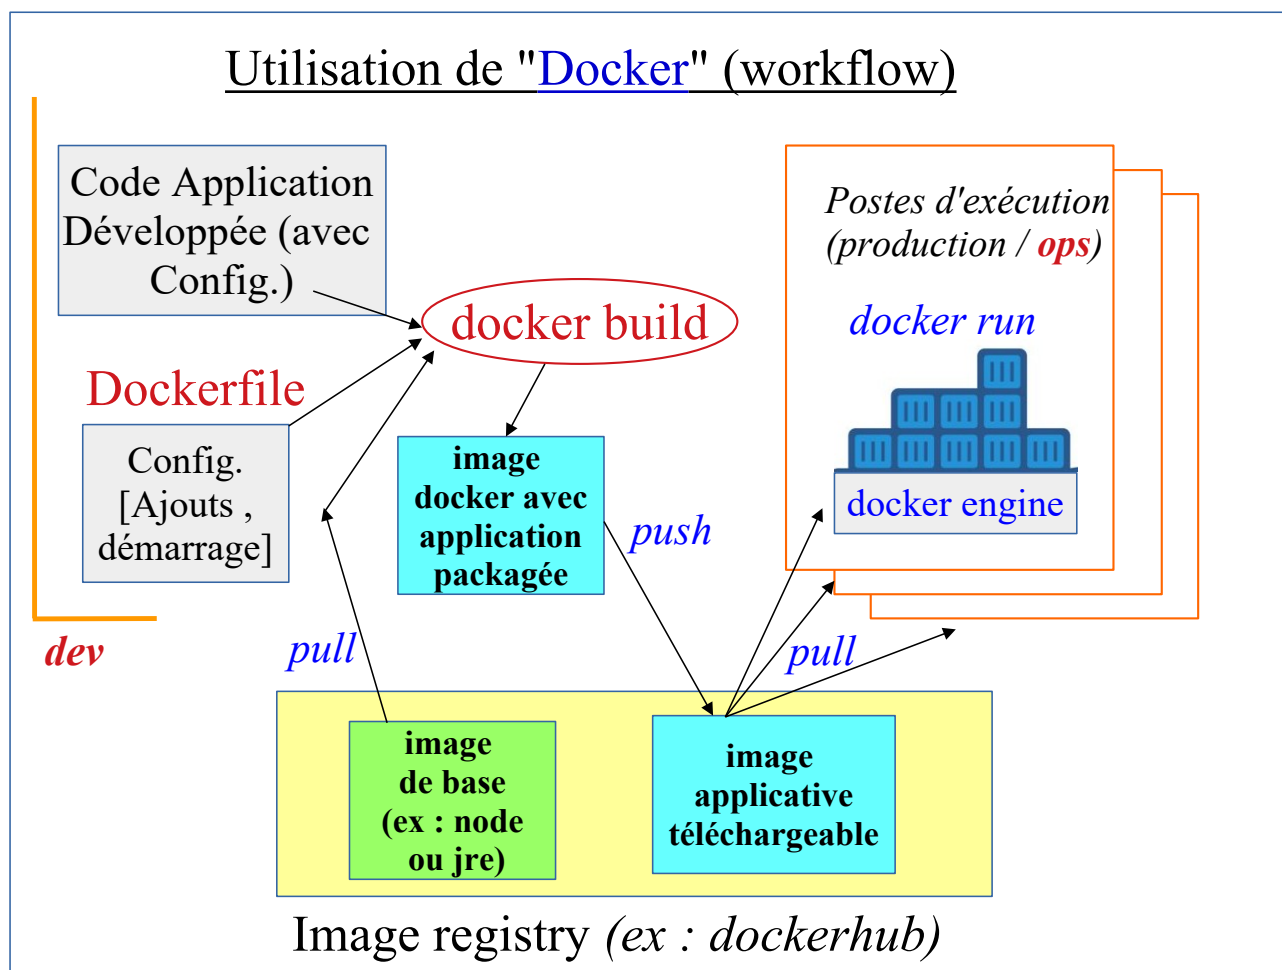 Utilisation de "Docker" (workflow)
Code Application
Développée (avec
Config.)
docker build
Dockerfile
Config.
[Ajouts ,
démarrage]
dev
image
docker avec
application
packagée
push
pull
Postes d'exécution
(production / ops)
docker run
docker engine
pull
image
de base
(ex : node
ou jre)
image
applicative
téléchargeable
Image registry (ex : dockerhub)